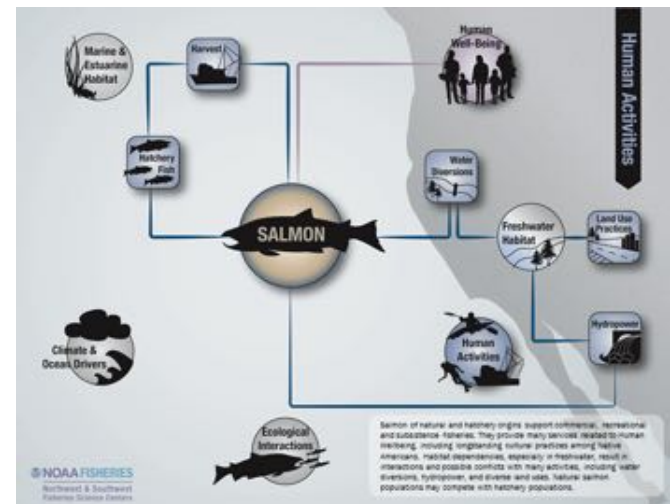 Marine &
Estuarine
Habitat
Harvest
Human
Well-Being
Human Activities
Hatchery
Fish
Water
Diversions
SALMON
Freshwater
Habitat
Land Use
Practices
Hydropower
Climate &
Ocean Drivers
Human
Activities
Ecological
Interactions
Salmon of natural and hatchery origins support commercial, recreational
and subsistence fisheries. They provide many services related to Human
Wellbeing, including longstanding cultural practices among Native
Americans. Habitat dependencies, especially in freshwater, result in
interactions and possible conflicts with many activities, including water
diversions, hydropower, and diverse land uses. Natural salmon
populations may compete with hatchery populations.
NOAA FISHERIES
Northwest & Southwest
Fisheries Science Centers